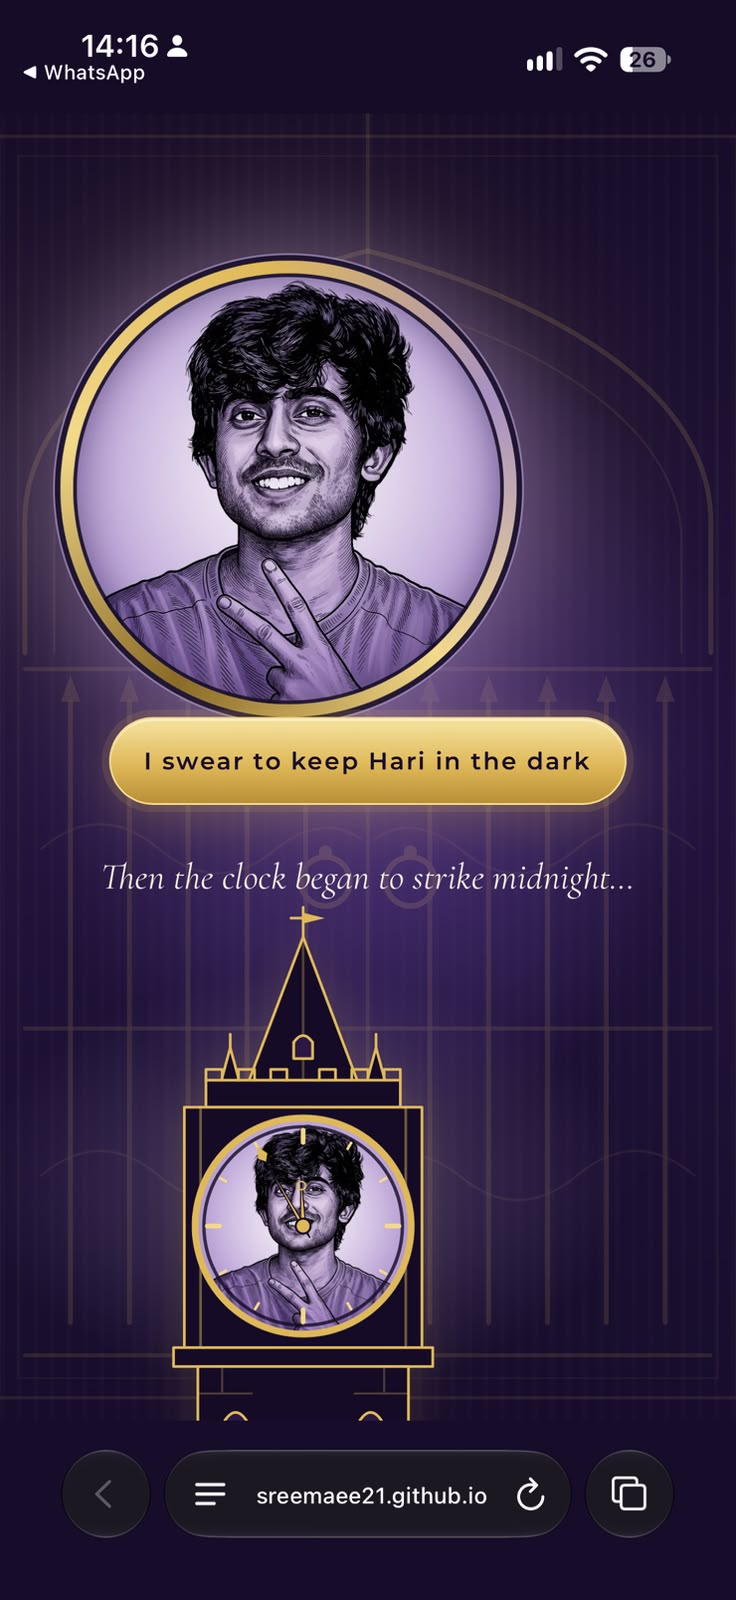 14:16
WhatsApp
26
I swear to keep Hari in the dark
Then the clock began to strike midnight...
sreemaee21.github.io